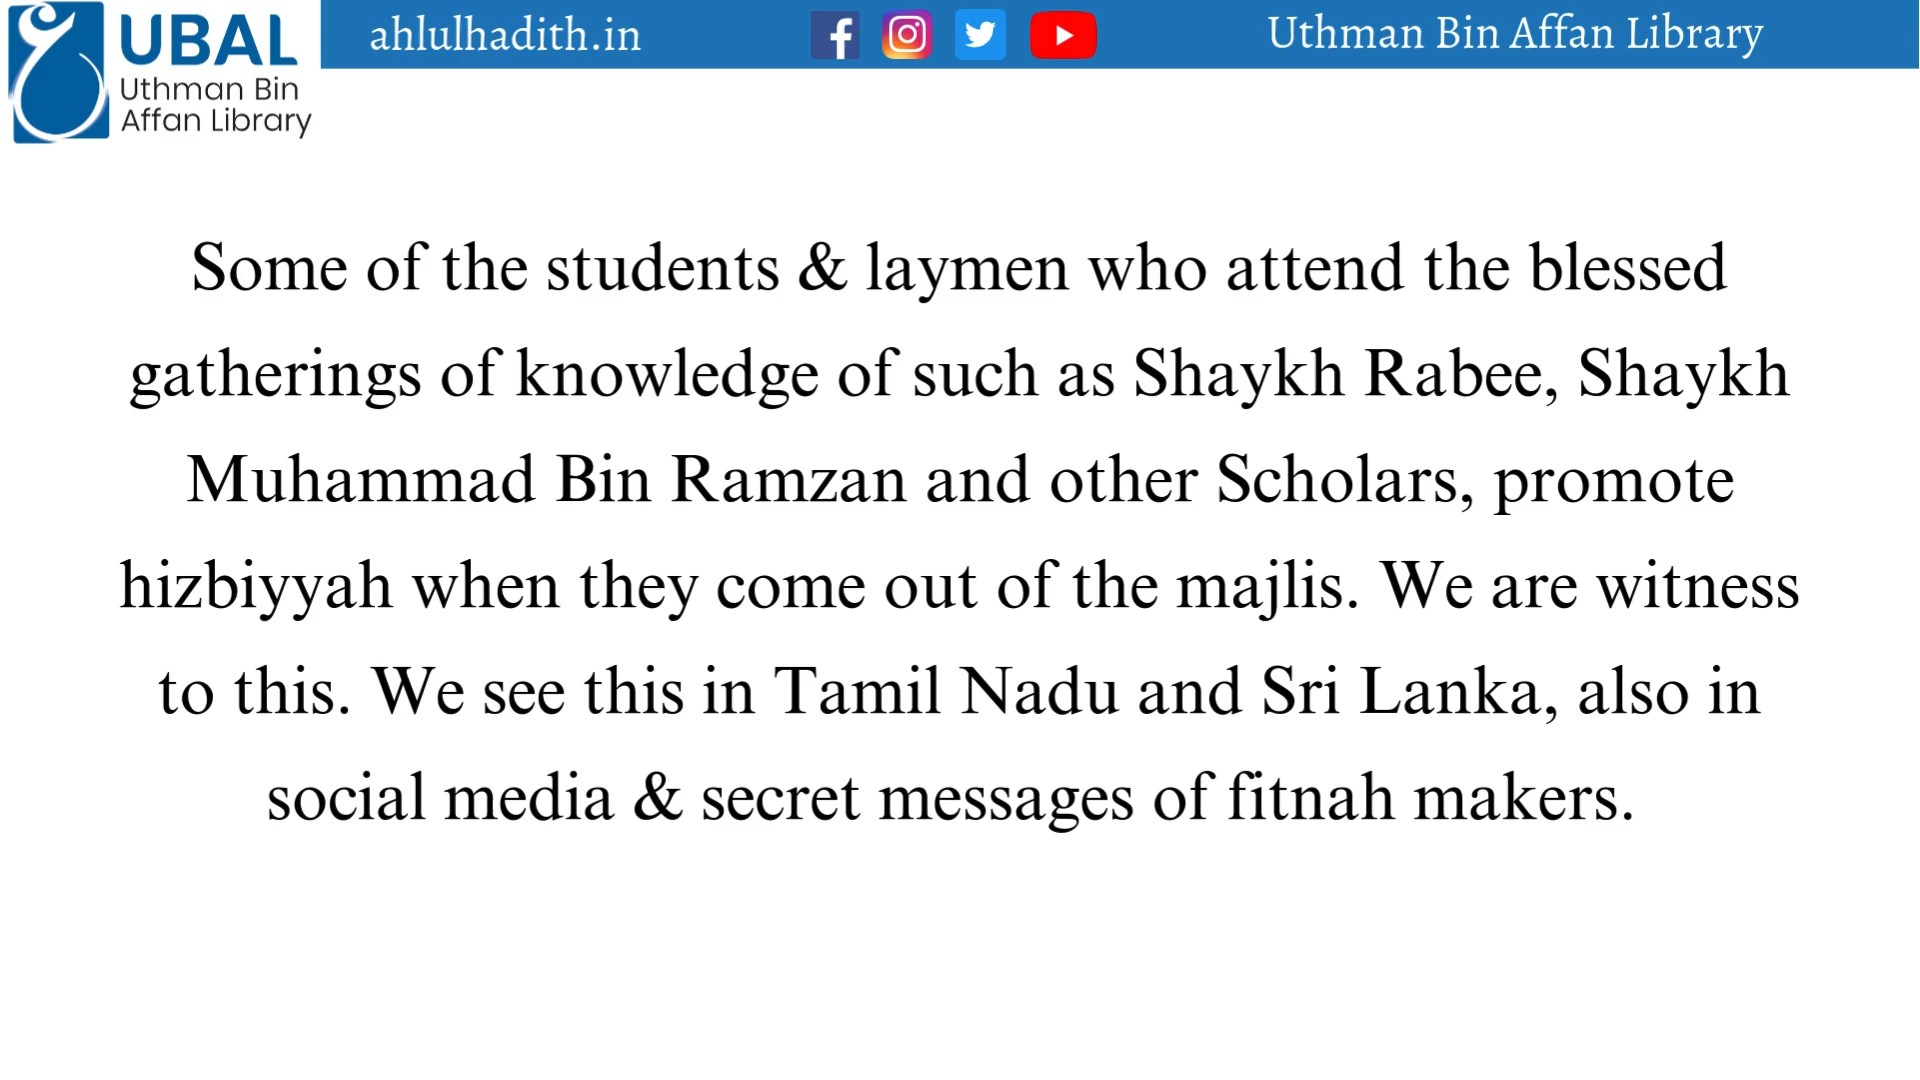 UBAL
Uthman Bin
Affan Library
ahlulhadith.in
Uthman Bin Affan Library
Some of the students & laymen who attend the blessed
gatherings of knowledge of such as Shaykh Rabee, Shaykh
Muhammad Bin Ramzan and other Scholars, promote
hizbiyyah when they come out of the majlis. We are witness
to this. We see this in Tamil Nadu and Sri Lanka, also in
social media & secret messages of fitnah makers.